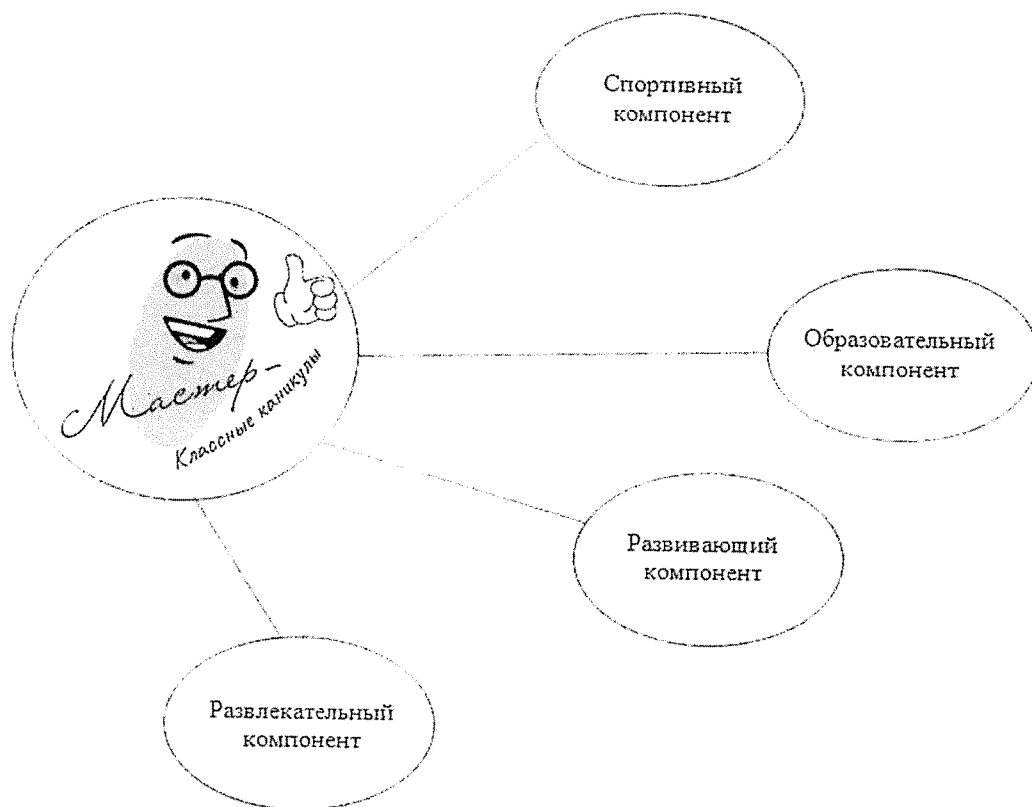 Спортивный
компонент
Образовательный
компонент
Мастер-
Классные каникулы
Развивающий
компонент
Развлекательный
компонент